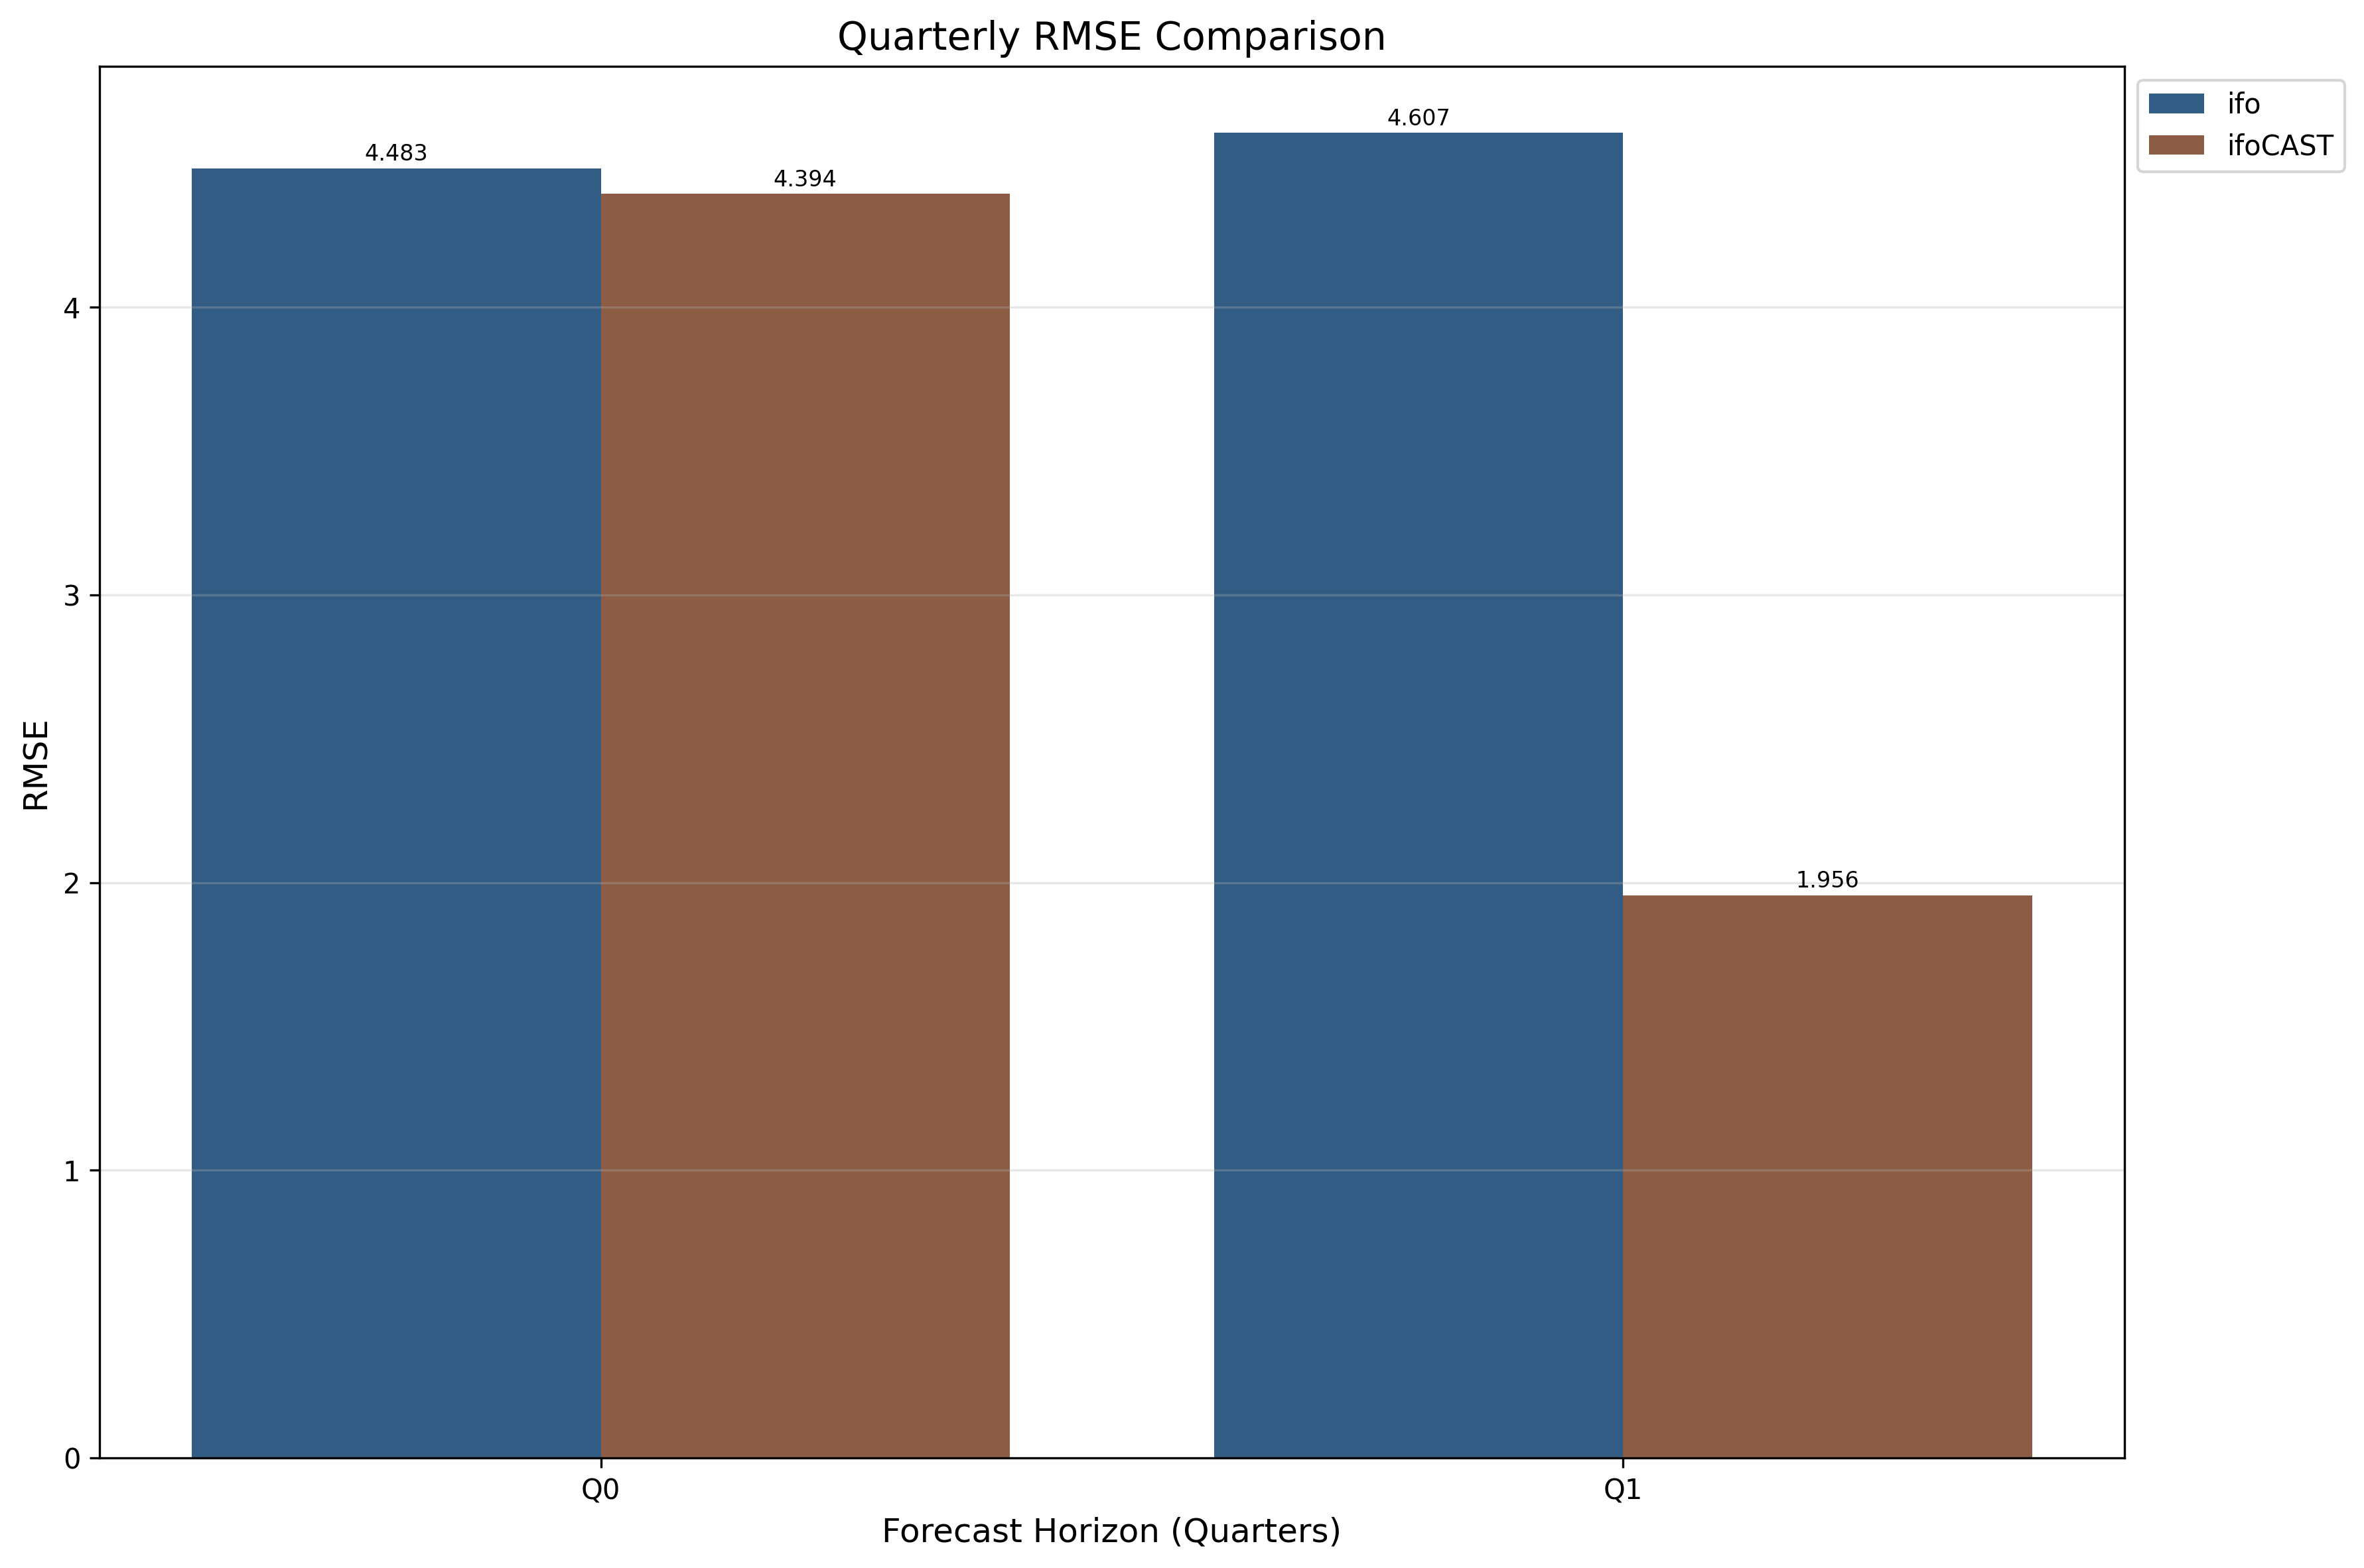 Quarterly RMSE Comparison
ifo
ifoCAST
4.607
4.483
4.394
1.956
4
3
2
1
0
RMSE
Q0
Q1
Forecast Horizon (Quarters)